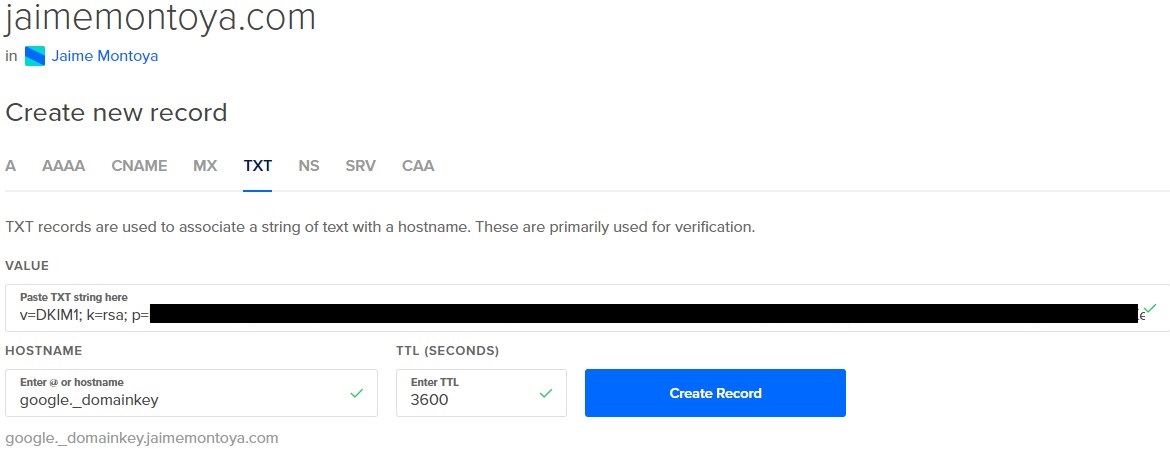 jaimemontoya.com
in Jaime Montoya
Create new record
A AAAA CNAME MX TXT NS SRV CAA
TXT records are used to associate a string of text with a hostname. These are primarily used for verification.
VALUE
Paste TXT string here
v=DKIM1; k=rsa; p=
HOSTNAME TTL (SECONDS)
Enter @ or hostname Enter TTL
google._domainkey 3600 Create Record
google._domainkey.jaimemontoya.com